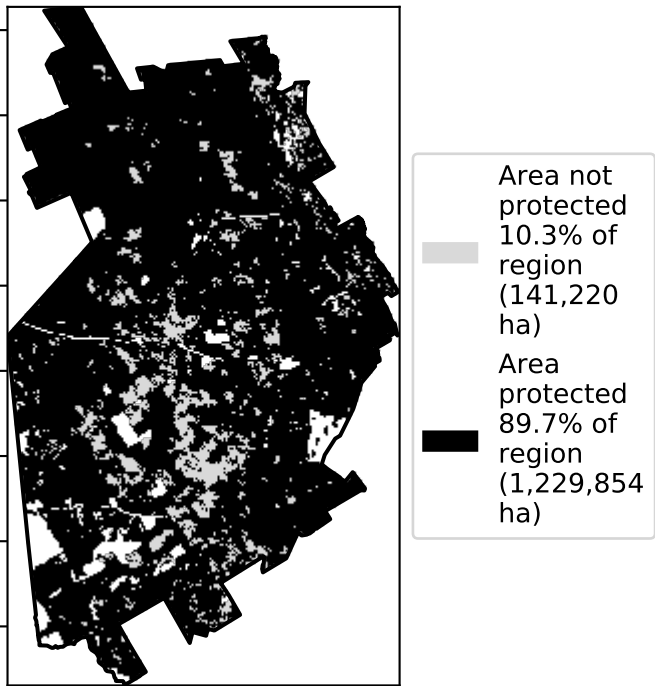 Area not
protected
10.3% of
region
(141,220
ha)
Area
protected
89.7% of
region
(1,229,854
ha)